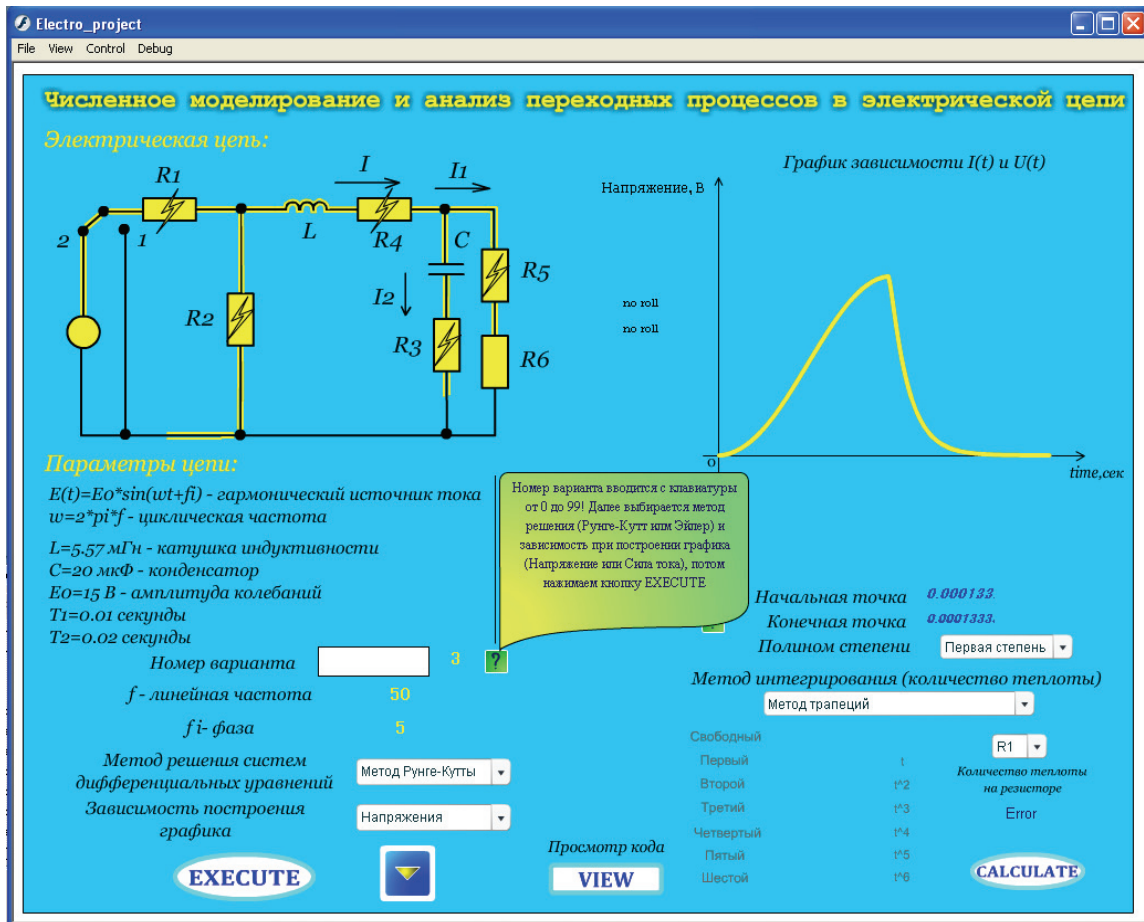 Electro_project
File View Control Debug
Численное моделирование и анализ переходных процессов в электрической цепи
Электрическая цепь:
R1
I
I1
2
1
L
R4
C
R5
R2
I2
R3
R6
График зависимости I(t) и U(t)
Напряжение, В
no roll
no roll
0
time,сек
Параметры цепи:
E(t)=E0*sin(wt+fi) - гармонический источник тока
w=2*pi*f - циклическая частота
L=5.57 мГн - катушка индуктивности
C=20 мкФ - конденсатор
E0=15 В - амплитуда колебаний
T1=0.01 секунды
T2=0.02 секунды
Номер варианта 3 ?
f - линейная частота 50
fi- фаза 5
Метод решения систем
дифференциальных уравнений
Метод Рунге-Кутты
Зависимость построения
графика
Напряжения
EXECUTE
Номер варианта вводится с клавиатуры
от 0 до 99! Далее выбирается метод
решения (Рунге-Кутт или Эйлер) и
зависимость при построении графика
(Напряжение или Сила тока), потом
нажимаем кнопку EXECUTE
Начальная точка 0.000133.
Конечная точка 0.0001333.
Полином степени Первая степень
Метод интегрирования (количество теплоты)
Метод трапеций
Свободный
Первый t
Второй t^2
Третий t^3
Четвертый t^4
Пятый t^5
Шестой t^6
R1
Количество теплоты
на резисторе
Error
Просмотр кода
VIEW
CALCULATE